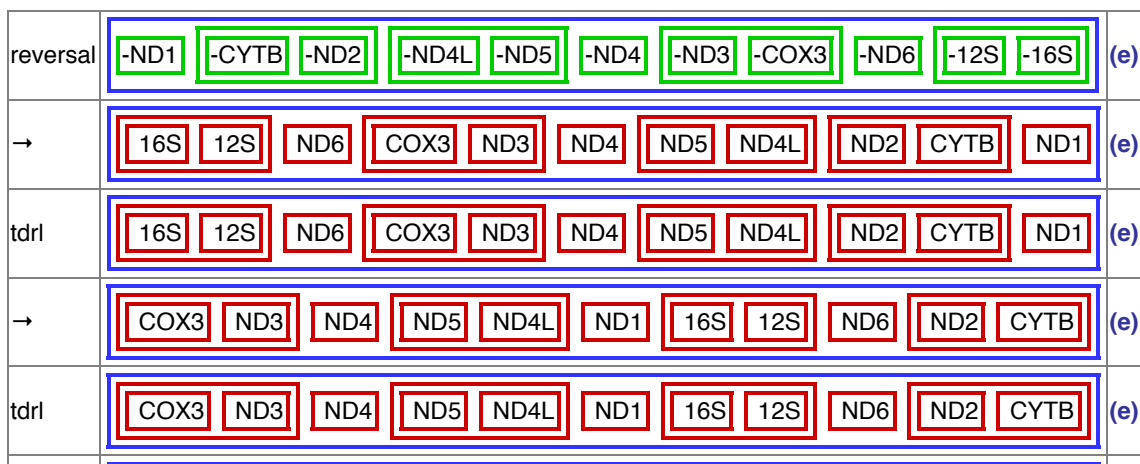 reversal -ND1 -CYTB -ND2 -ND4L -ND5 -ND4 -ND3 -COX3 -ND6 -12S -16S (e)
→ 16S 12S ND6 COX3 ND3 ND4 ND5 ND4L ND2 CYTB ND1 (e)
tdrl 16S 12S ND6 COX3 ND3 ND4 ND5 ND4L ND2 CYTB ND1 (e)
→ COX3 ND3 ND4 ND5 ND4L ND1 16S 12S ND6 ND2 CYTB (e)
tdrl COX3 ND3 ND4 ND5 ND4L ND1 16S 12S ND6 ND2 CYTB (e)